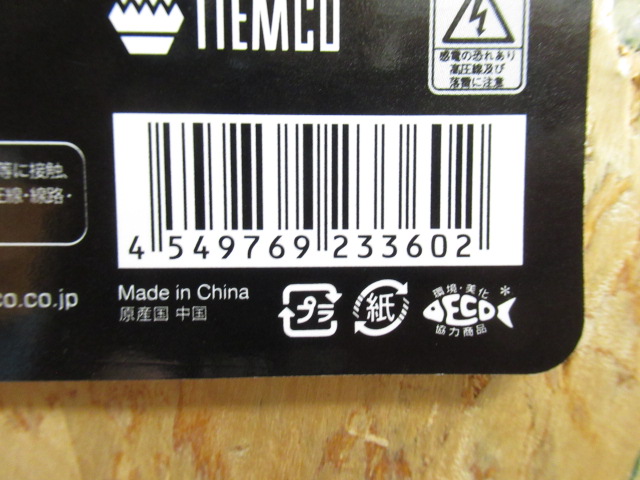 TIEMCO
感電の恐れあり
高圧線及び
落雷に注意
等に接触、
圧線・線路・
4 549769 233602
co.co.jp
Made in China
原産国 中国
プラ
紙
環境・美化
ECO
協力商品
*